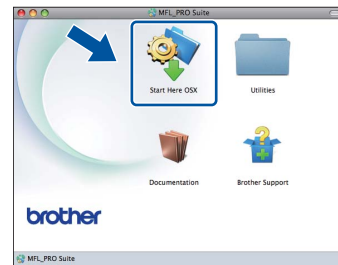 MFL_PRO Suite
Start Here OSX
Utilities
Documentation
Brother Support
brother
MFL_PRO Suite